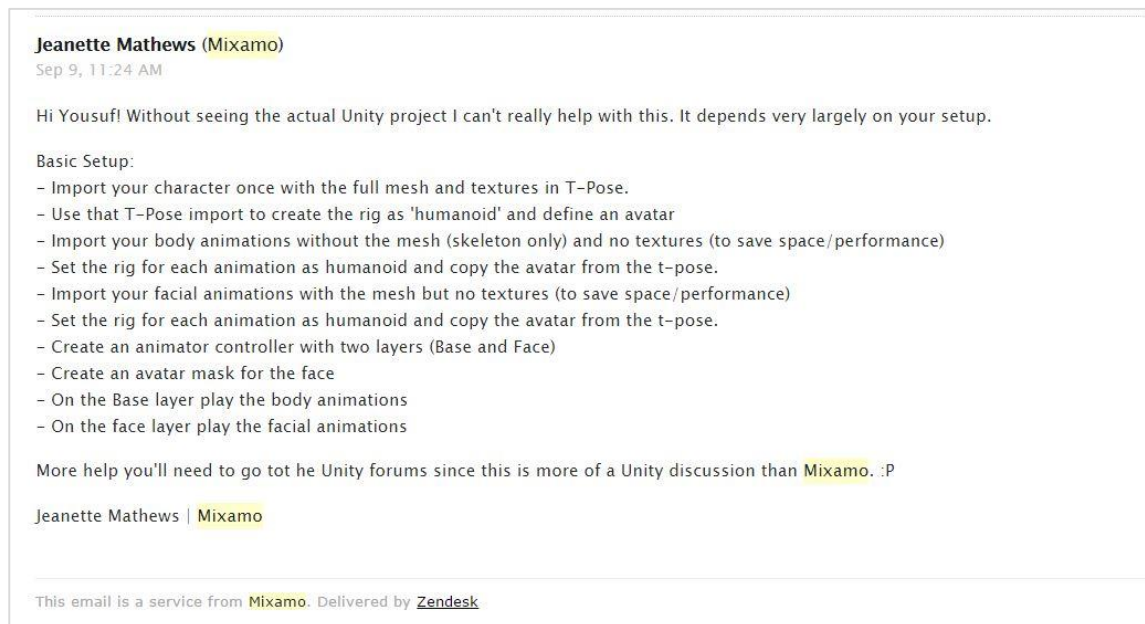 Jeanette Mathews (Mixamo)
Sep 9, 11:24 AM
Hi Yousuf! Without seeing the actual Unity project I can't really help with this. It depends very largely on your setup.
Basic Setup:
– Import your character once with the full mesh and textures in T-Pose.
– Use that T-Pose import to create the rig as 'humanoid' and define an avatar
– Import your body animations without the mesh (skeleton only) and no textures (to save space/performance)
– Set the rig for each animation as humanoid and copy the avatar from the t-pose.
– Import your facial animations with the mesh but no textures (to save space/performance)
– Set the rig for each animation as humanoid and copy the avatar from the t-pose.
– Create an animator controller with two layers (Base and Face)
– Create an avatar mask for the face
– On the Base layer play the body animations
– On the face layer play the facial animations
More help you'll need to go tot he Unity forums since this is more of a Unity discussion than Mixamo. :P
Jeanette Mathews | Mixamo
This email is a service from Mixamo. Delivered by Zendesk